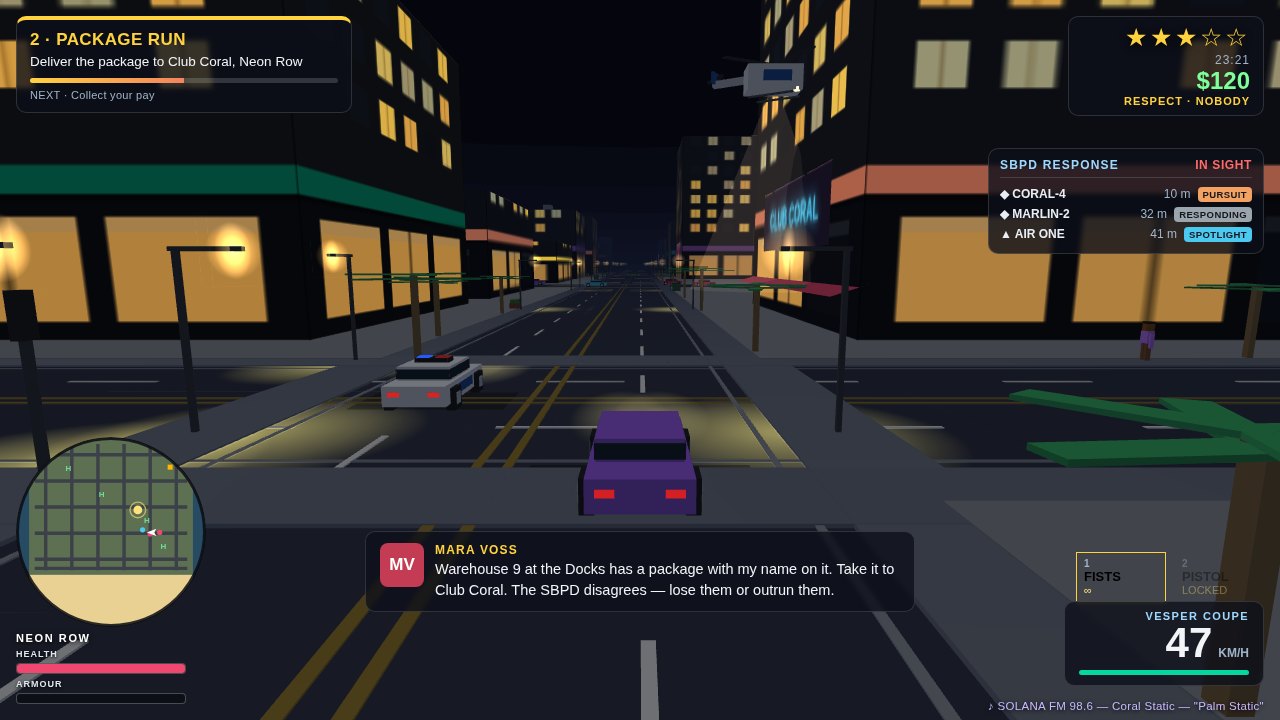 2 · PACKAGE RUN
Deliver the package to Club Coral, Neon Row
NEXT · Collect your pay
★★★☆☆
23:21
$120
RESPECT · NOBODY
SBPD RESPONSE IN SIGHT
◆ CORAL-4 10 m PURSUIT
◆ MARLIN-2 32 m RESPONDING
▲ AIR ONE 41 m SPOTLIGHT
CLUB CORAL
H
H
H
H
MV
MARA VOSS
Warehouse 9 at the Docks has a package with my name on it. Take it to
Club Coral. The SBPD disagrees — lose them or outrun them.
1
FISTS
∞
2
PISTOL
LOCKED
VESPER COUPE
47 KM/H
NEON ROW
HEALTH
ARMOUR
♪ SOLANA FM 98.6 — Coral Static — "Palm Static"